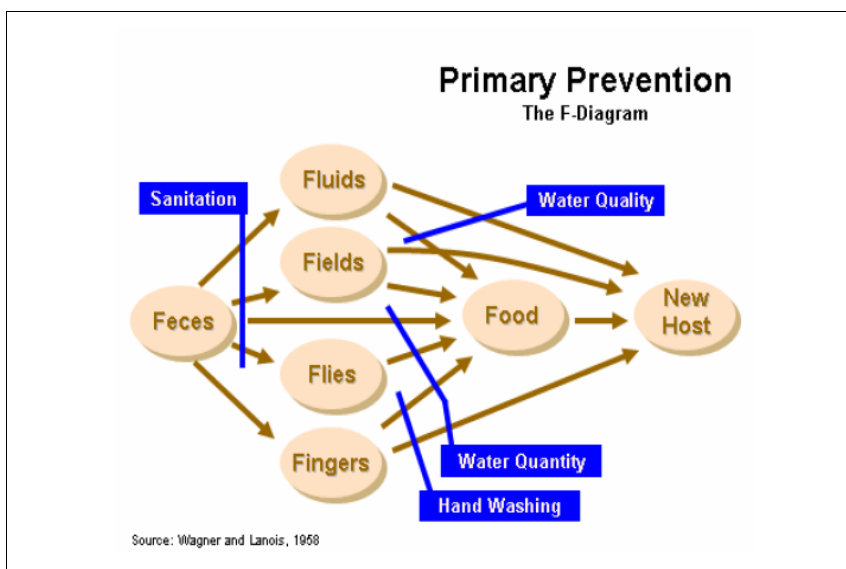 Primary Prevention
The F-Diagram
Sanitation
Fluids
Water Quality
Fields
Feces
Food
New
Host
Flies
Fingers
Water Quantity
Hand Washing
Source: Wagner and Lanois, 1958